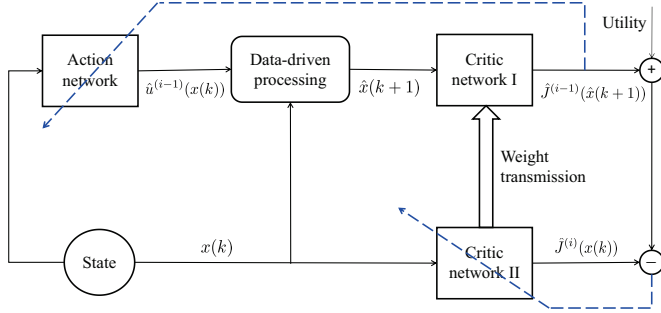 Utility
Action
network
Data-driven
processing
Critic
network I
+
û^{(i−1)}(x(k))
x̂(k+1)
Ĵ^{(i−1)}(x̂(k+1))
Weight
transmission
State
x(k)
Critic
network II
Ĵ^{(i)}(x(k))
−